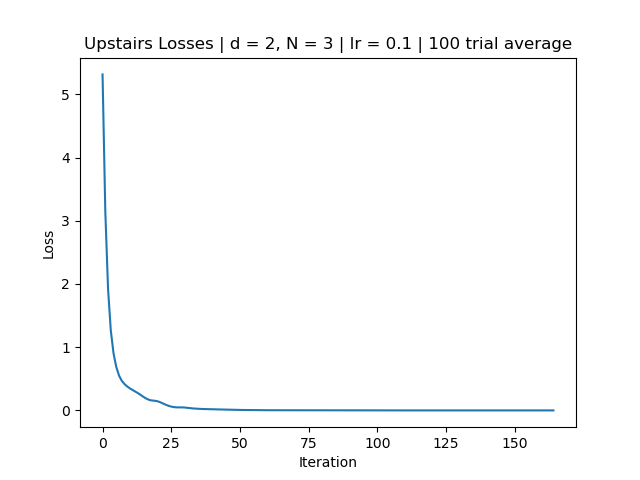 Upstairs Losses | d = 2, N = 3 | lr = 0.1 | 100 trial average
5
4
3
2
1
0
Loss
0 25 50 75 100 125 150
Iteration